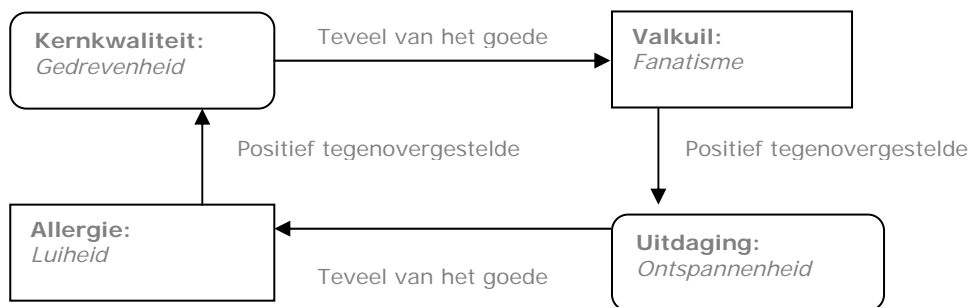 Kernkwaliteit:
Gedrevenheid
Teveel van het goede
Valkuil:
Fanatisme
Positief tegenovergestelde
Positief tegenovergestelde
Allergie:
Luiheid
Uitdaging:
Ontspannenheid
Teveel van het goede